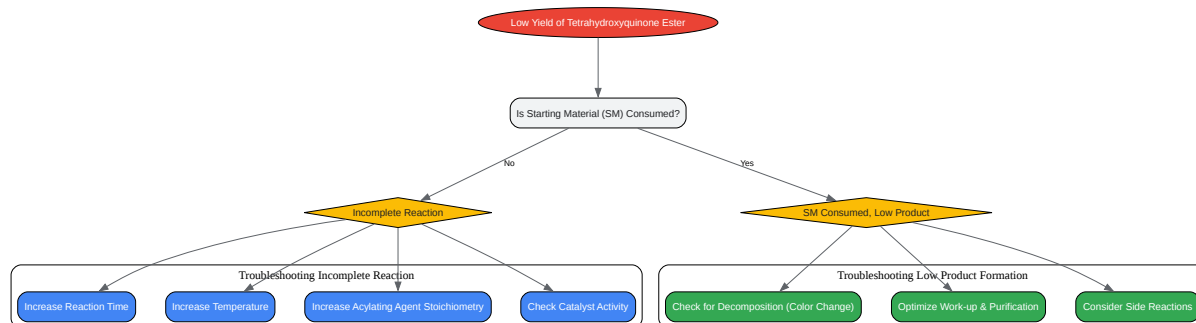 Low Yield of Tetrahydroxyquinone Ester
Is Starting Material (SM) Consumed?
No
Yes
Incomplete Reaction
SM Consumed, Low Product
Troubleshooting Incomplete Reaction
Troubleshooting Low Product Formation
Increase Reaction Time
Increase Temperature
Increase Acylating Agent Stoichiometry
Check Catalyst Activity
Check for Decomposition (Color Change)
Optimize Work-up & Purification
Consider Side Reactions